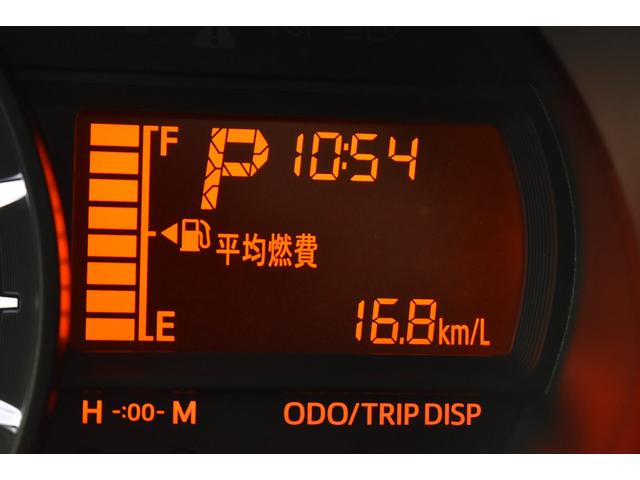 F P 10:54
平均燃費
E 16.8km/L
H -:00- M ODO/TRIP DISP